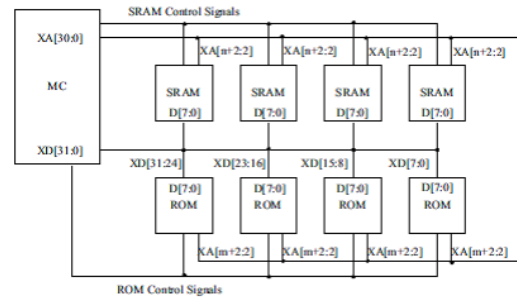 SRAM Control Signals
XA[30:0]
XA[n+2:2] XA[n+2:2] XA[n+2:2] XA[n+2:2]
MC
SRAM SRAM SRAM SRAM
D[7:0] D[7:0] D[7:0] D[7:0]
XD[31:0]
XD[31:24] XD[23:16] XD[15:8] XD[7:0]
D[7:0] D[7:0] D[7:0] D[7:0]
ROM ROM ROM ROM
XA[m+2:2] XA[m+2:2] XA[m+2:2] XA[m+2:2]
ROM Control Signals